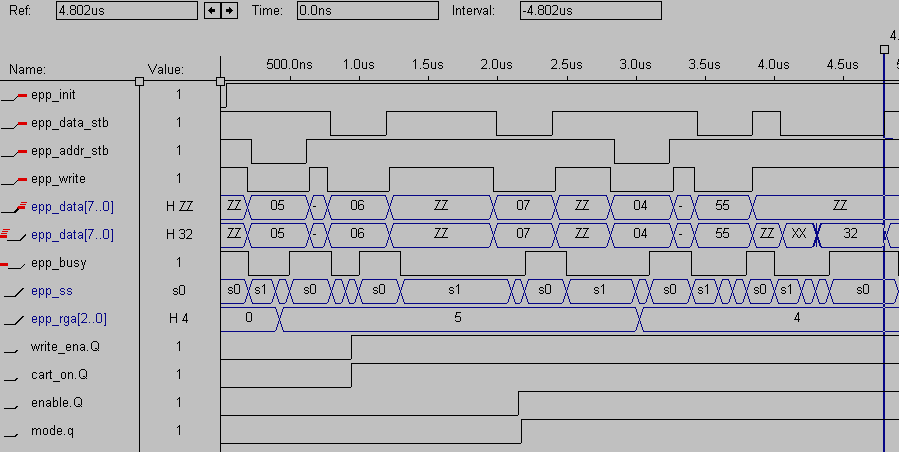 Ref: 4.802us Time: 0.0ns Interval: -4.802us
4.
Name: Value: 500.0ns 1.0us 1.5us 2.0us 2.5us 3.0us 3.5us 4.0us 4.5us 5
epp_init 1
epp_data_stb 1
epp_addr_stb 1
epp_write 1
epp_data[7..0] H ZZ ZZ 05 - 06 ZZ 07 ZZ 04 - 55 ZZ
epp_data[7..0] H 32 ZZ 05 - 06 ZZ 07 ZZ 04 - 55 ZZ XX 32
epp_busy 1
epp_ss s0 s0 s1 s0 s0 s1 s0 s1 s0 s1 s0 s1 s0
epp_rga[2..0] H 4 0 5 4
write_ena.Q 1
cart_on.Q 1
enable.Q 1
mode.q 1